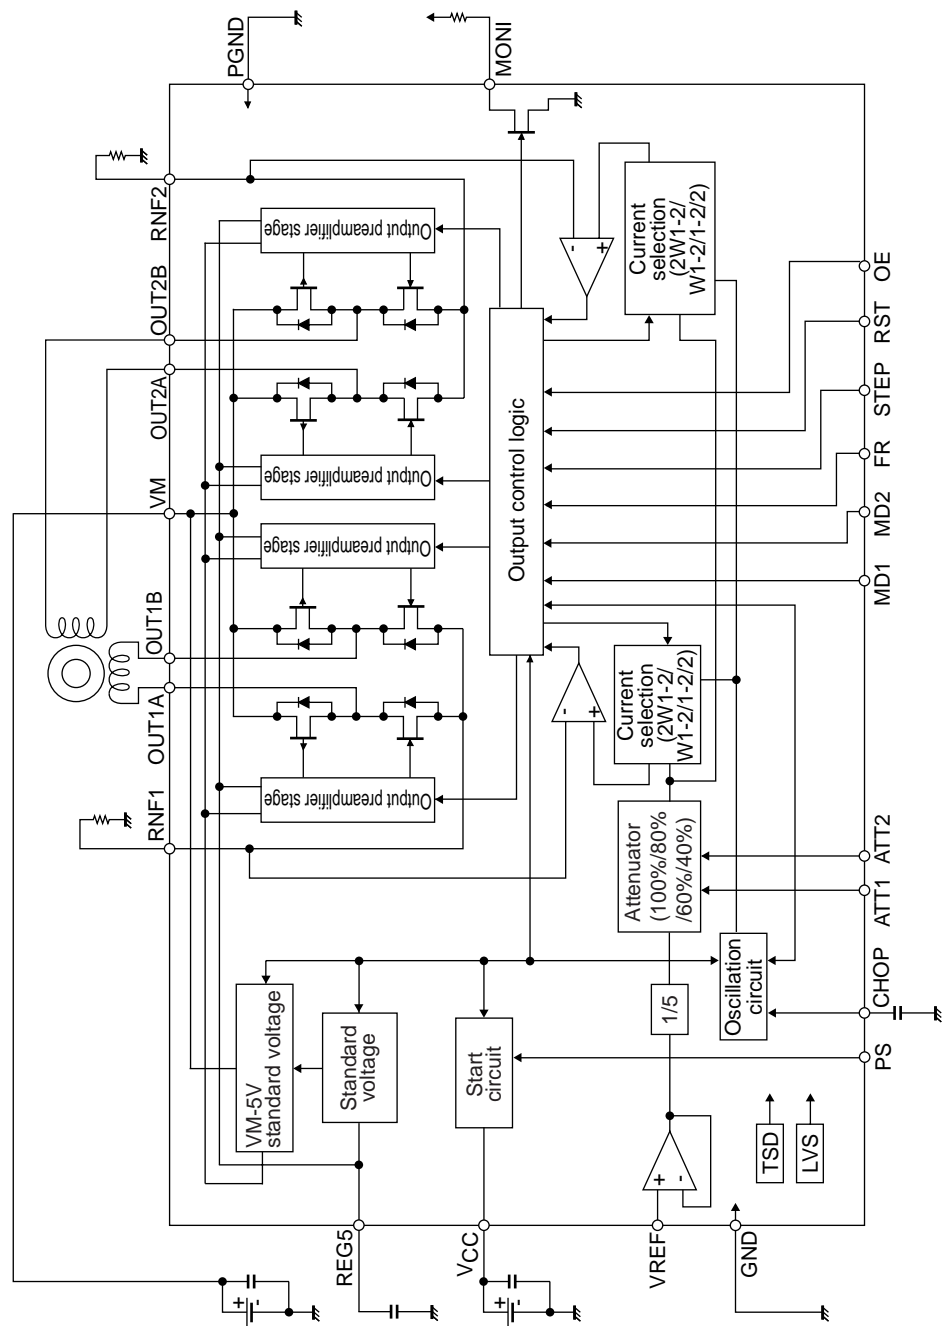 PGND
MONI
RNF2
OUT2B
OUT2A
VM
OUT1B
OUT1A
RNF1
Output preamplifier stage
Output preamplifier stage
Output preamplifier stage
Output preamplifier stage
Output control logic
-
+
Current
selection
(2W1-2/
W1-2/1-2/2)
-
+
Current
selection
(2W1-2/
W1-2/1-2/2)
OE
RST
STEP
FR
MD2
MD1
ATT2
ATT1
CHOP
PS
Attenuator
(100%/80%
/60%/40%)
1/5
Oscillation
circuit
VM-5V
standard voltage
Standard
voltage
Start
circuit
TSD
LVS
+
-
REG5
VCC
VREF
GND
+
-
+
-